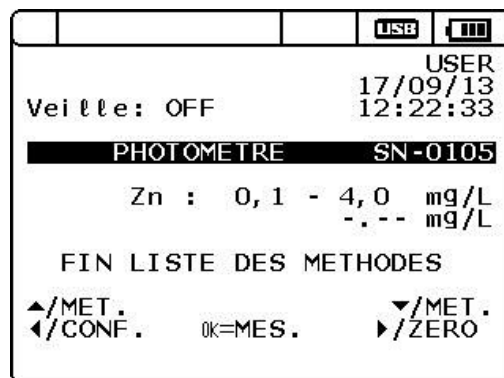 USB
USER
17/09/13
Veille: OFF 12:22:33
PHOTOMETRE SN-0105
Zn : 0,1 - 4,0 mg/L
-.-- mg/L
FIN LISTE DES METHODES
▲/MET. ▼/MET.
◀/CONF. OK=MES. ▶/ZERO